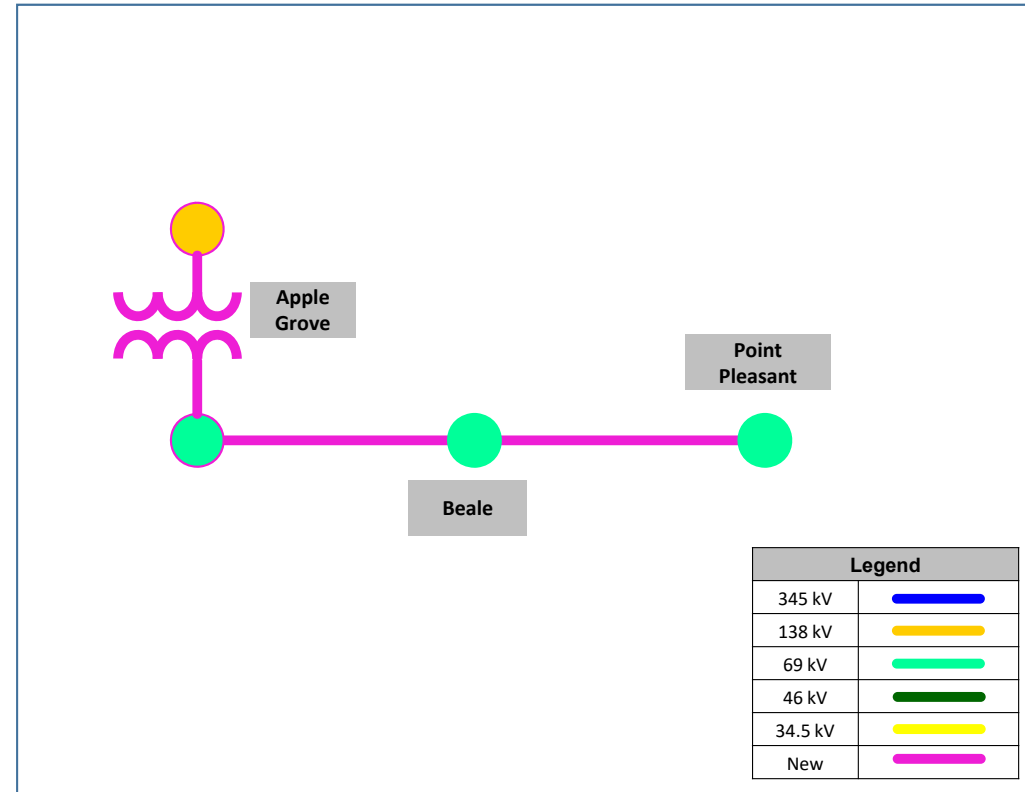 Apple
Grove
Point
Pleasant
Beale
Legend
345 kV
138 kV
69 kV
46 kV
34.5 kV
New